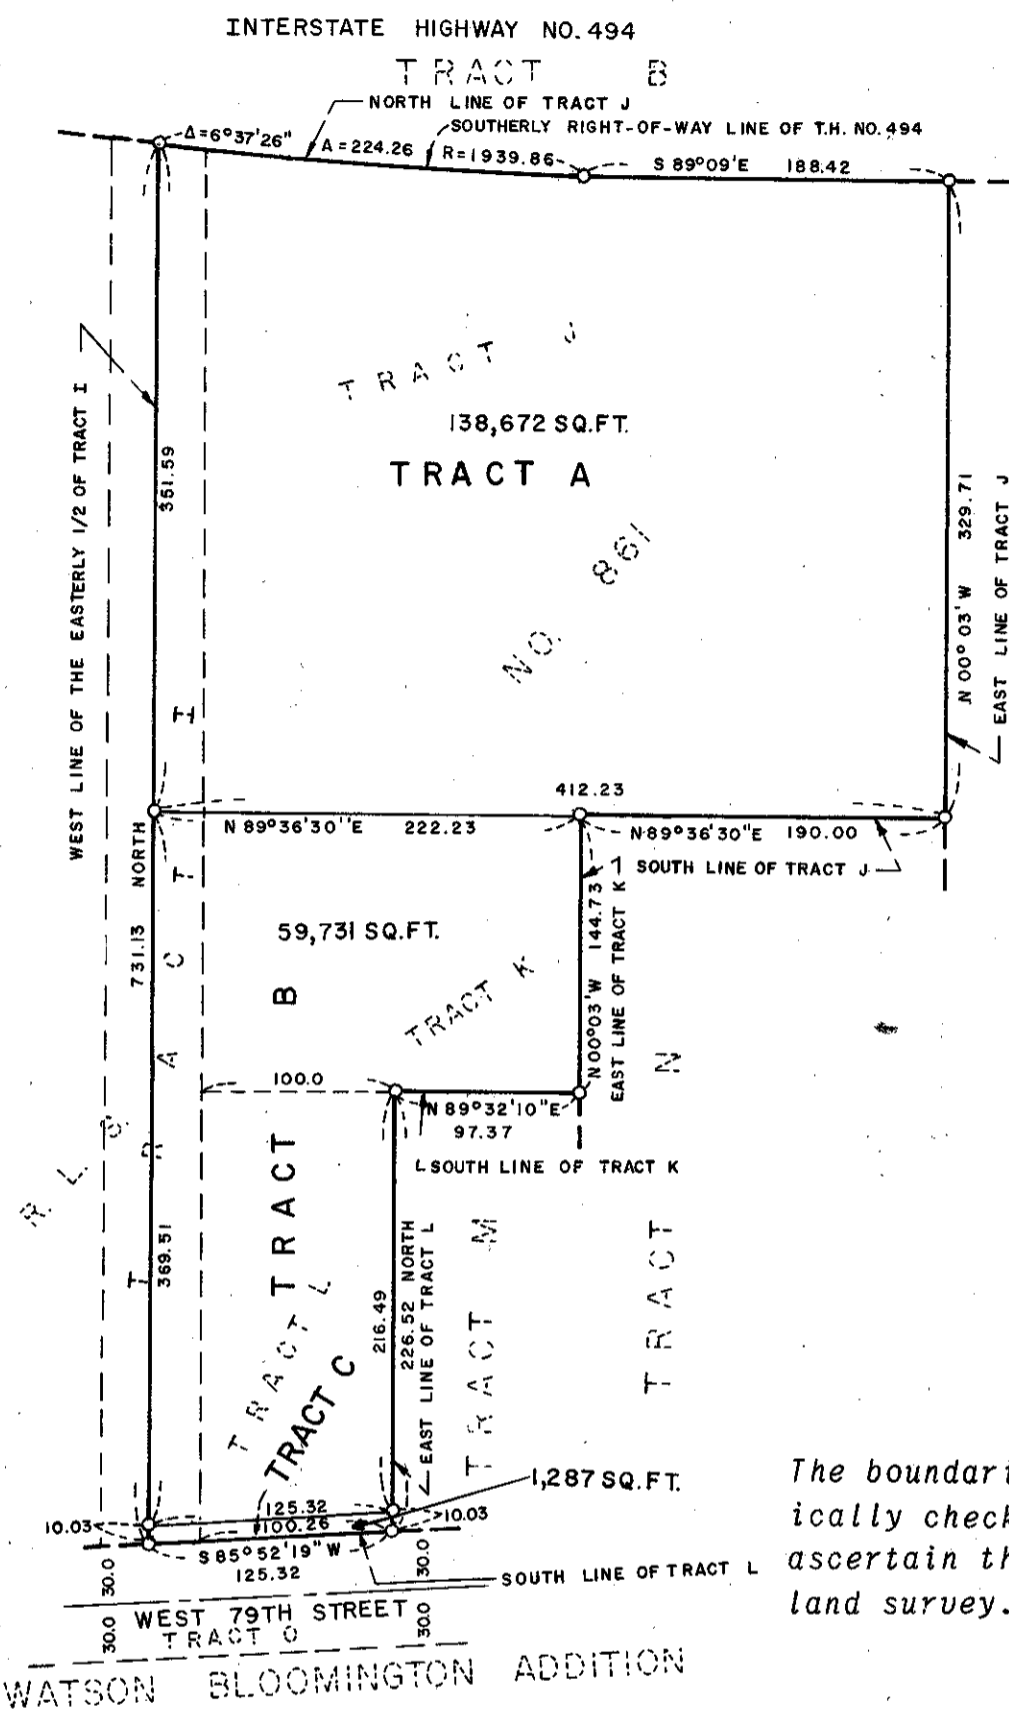 INTERSTATE HIGHWAY NO. 494
TRACT B
NORTH LINE OF TRACT J
SOUTHERLY RIGHT-OF-WAY LINE OF T.H. NO. 494
Δ=6°37'26"
A=224.26
R=1939.86
S 89°09'E 188.42
TRACT J
138,672 SQ.FT.
TRACT A
WEST LINE OF THE EASTERLY 1/2 OF TRACT I
351.59
N 00°03'W 329.71
EAST LINE OF TRACT J
R. L. S. NO. 861
TRACT I
412.23
N 89°36'30"E 222.23
N 89°36'30"E 190.00
SOUTH LINE OF TRACT J
731.13 NORTH
59,731 SQ.FT.
TRACT B
TRACT K
N 00°03'W 144.73
EAST LINE OF TRACT K
100.0
N 89°32'10"E
97.37
SOUTH LINE OF TRACT K
369.51
TRACT L
TRACT C
216.49
226.52 NORTH
EAST LINE OF TRACT L
TRACT M
TRACT N
1,287 SQ.FT.
10.03
125.32
100.26
10.03
S 85°52'19" W
125.32
30.0
30.0
SOUTH LINE OF TRACT L
WEST 79TH STREET
TRACT O
30.0
30.0
WATSON BLOOMINGTON ADDITION
The boundari
ically check
ascertain th
land survey.